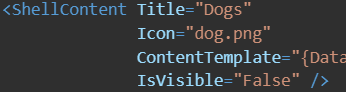 <ShellContent Title="Dogs"
Icon="dog.png"
ContentTemplate="{Data
IsVisible="False" />